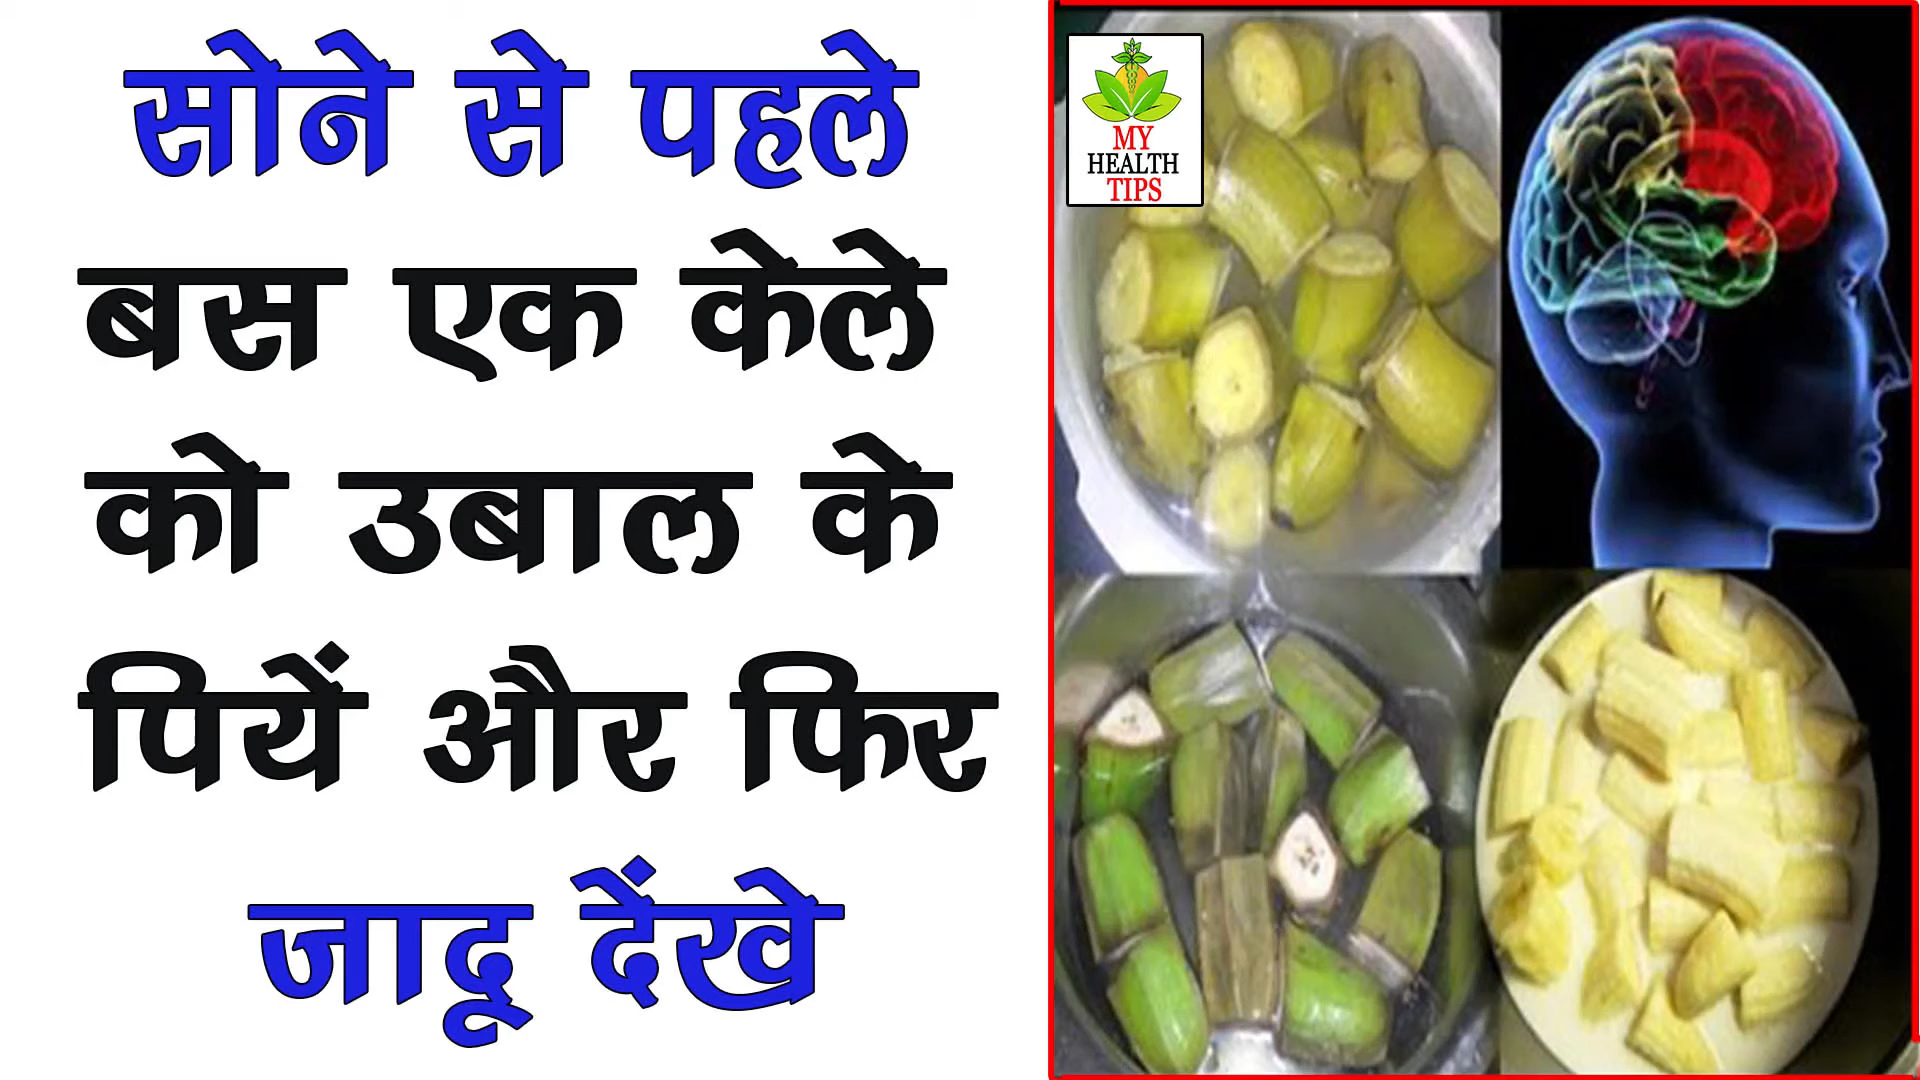 सोने से पहले
बस एक केले
को उबाल के
पियें और फिर
जादू देंखे
MY
HEALTH
TIPS